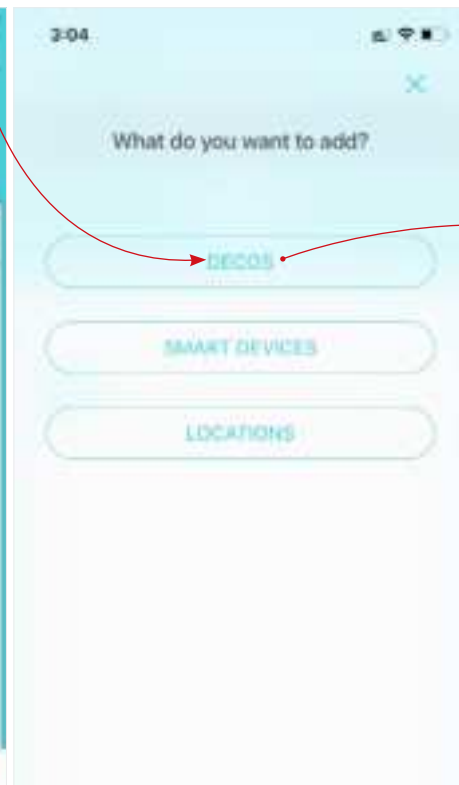 3:04
What do you want to add?
DECOS
SMART DEVICES
LOCATIONS